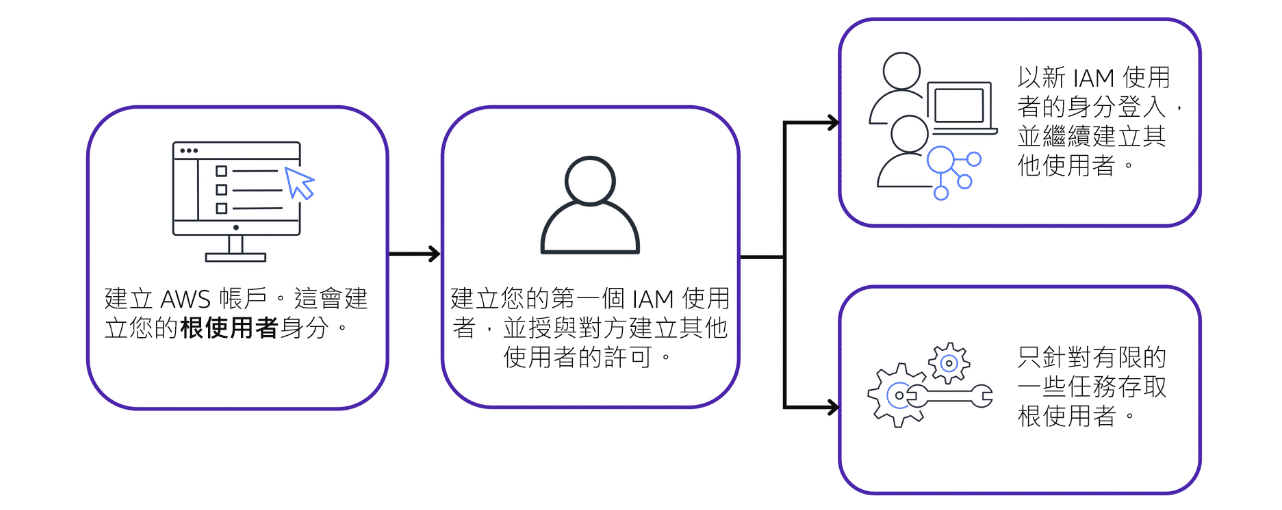 建立 AWS 帳戶。這會建
立您的根使用者身分。
建立您的第一個 IAM 使用
者，並授與對方建立其他
使用者的許可。
以新 IAM 使用
者的身分登入，
並繼續建立其
他使用者。
只針對有限的
一些任務存取
根使用者。